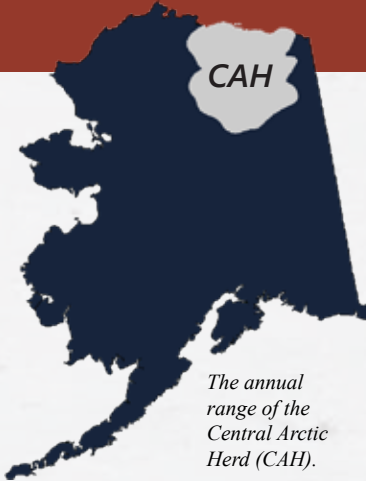 CAH
The annual
range of the
Central Arctic
Herd (CAH).